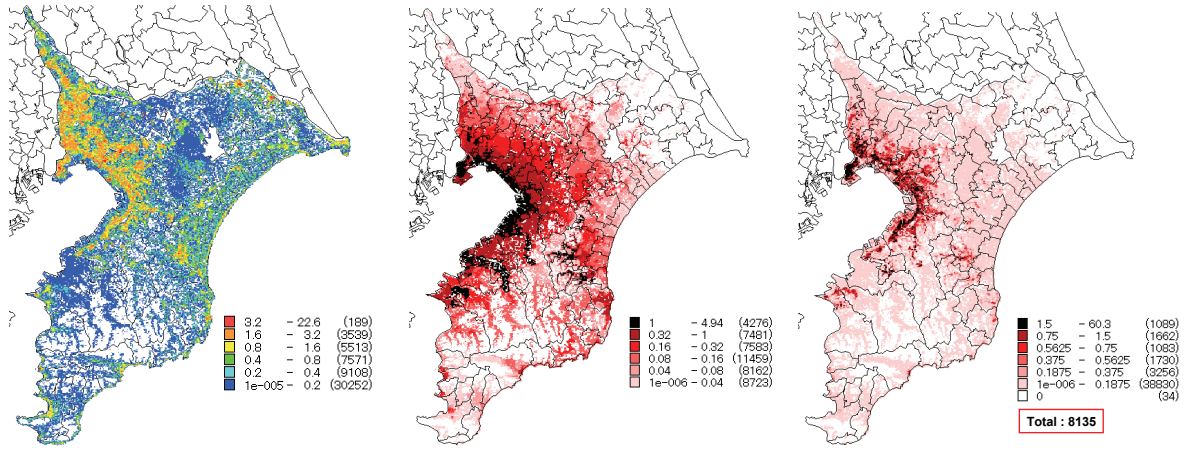 3.2 - 22.6 (189)
1.6 - 3.2 (3539)
0.8 - 1.6 (5513)
0.4 - 0.8 (7571)
0.2 - 0.4 (9108)
1e-005 - 0.2 (30252)
1 - 4.94 (4276)
0.32 - 1 (7481)
0.16 - 0.32 (7583)
0.08 - 0.16 (11459)
0.04 - 0.08 (8162)
1e-006 - 0.04 (8723)
1.5 - 60.3 (1089)
0.75 - 1.5 (1662)
0.5625 - 0.75 (1083)
0.375 - 0.5625 (1730)
0.1875 - 0.375 (3256)
1e-006 - 0.1875 (38830)
0 (34)
Total : 8135